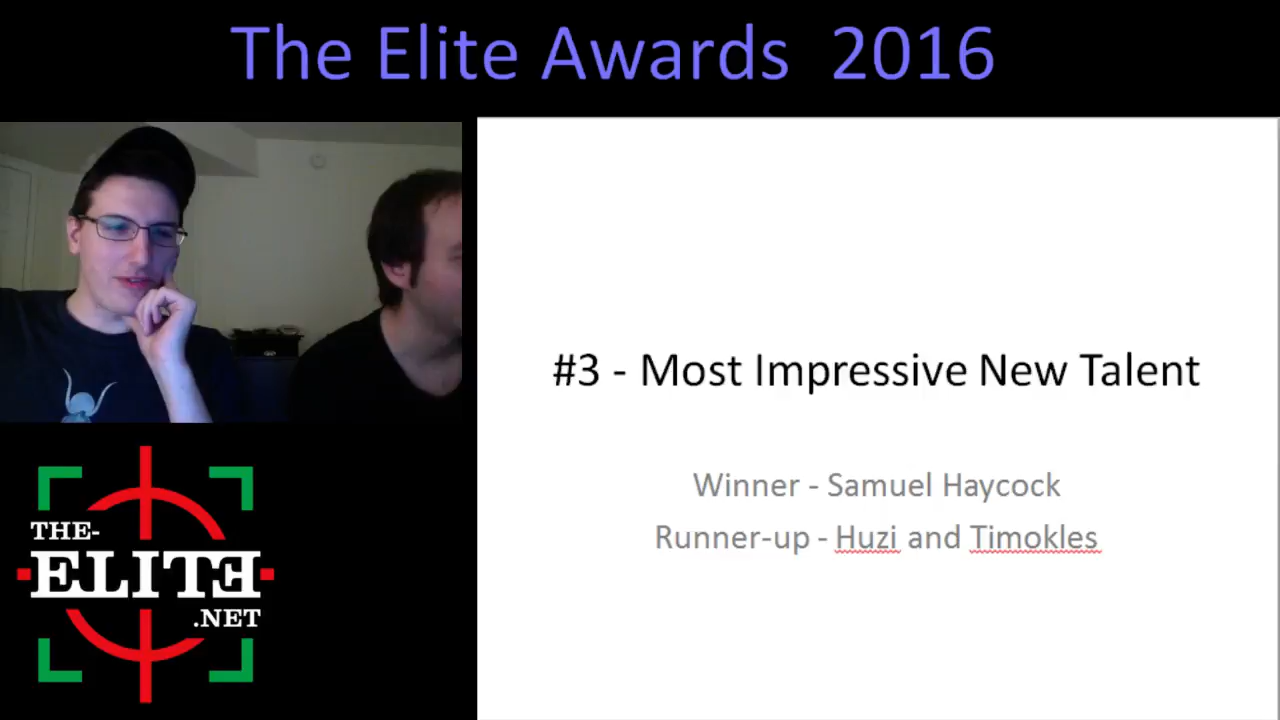 The Elite Awards 2016
#3 - Most Impressive New Talent
Winner - Samuel Haycock
Runner-up - Huzi and Timokles
THE-
ELITE
.NET